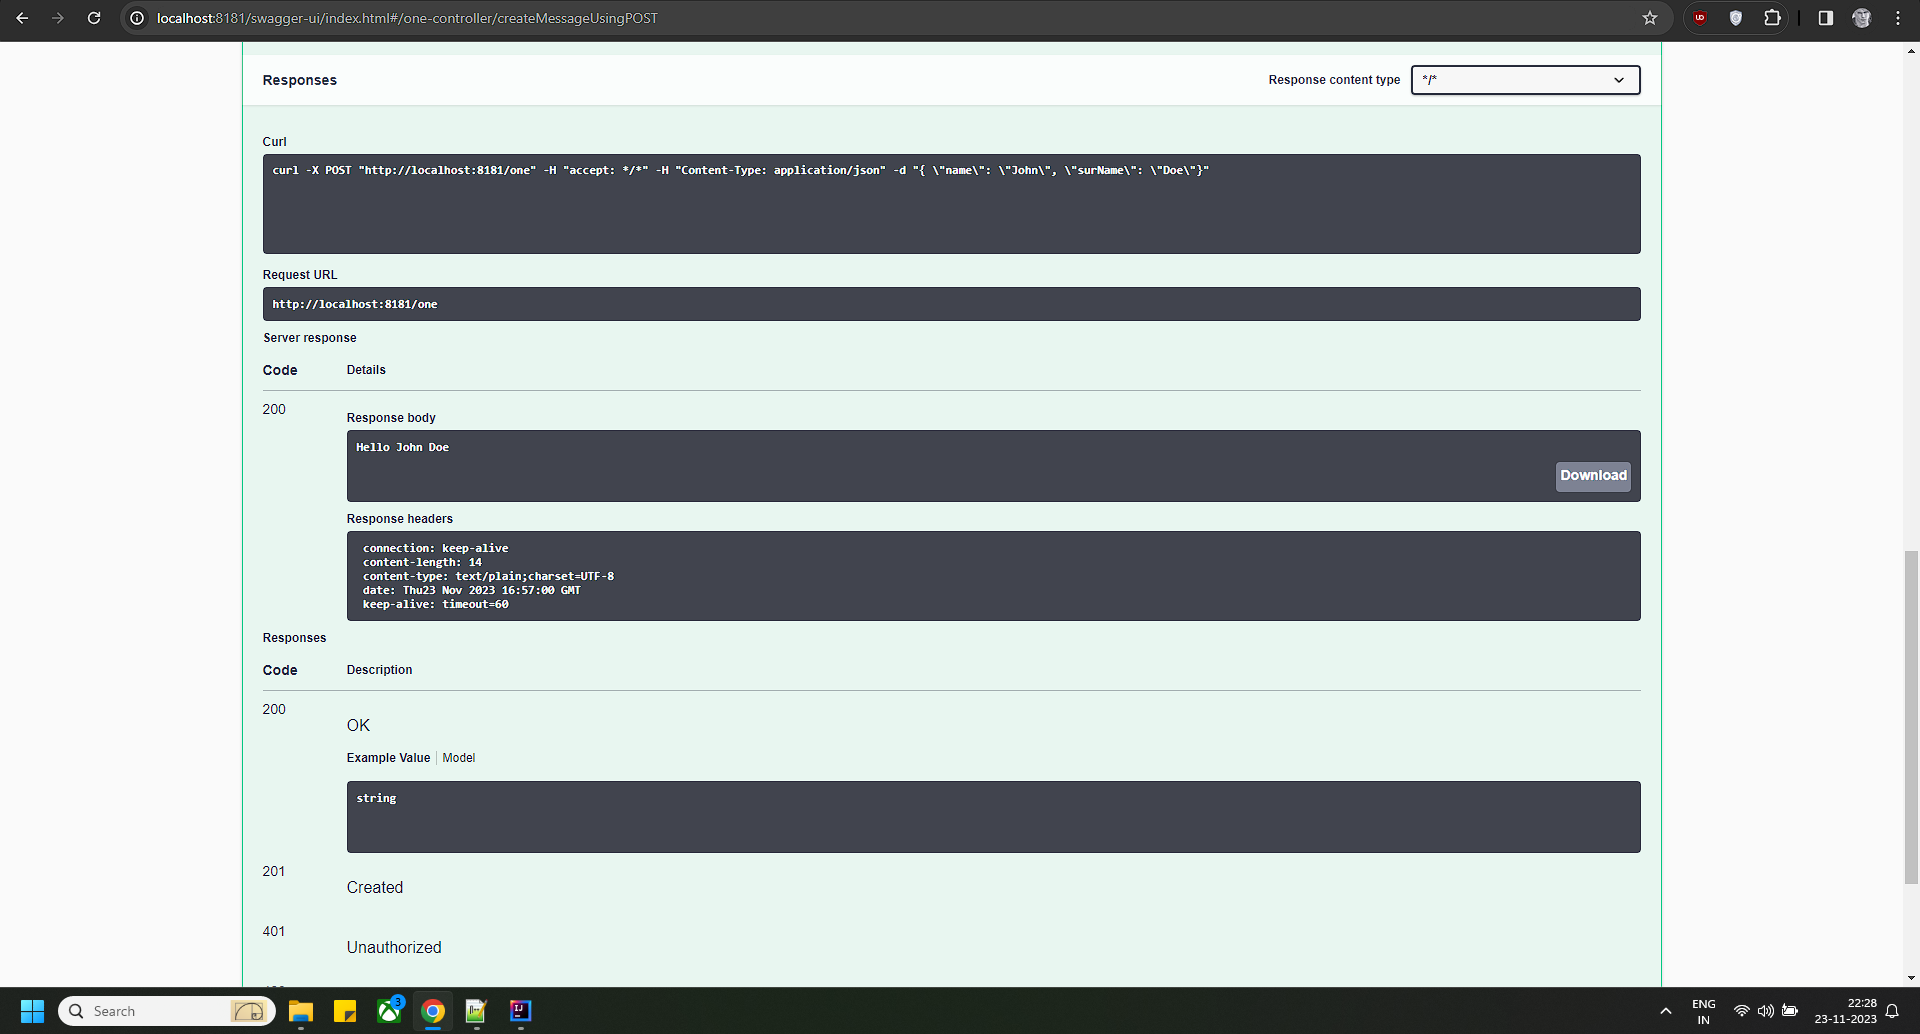 localhost:8181/swagger-ui/index.html#/one-controller/createMessageUsingPOST
Responses
Response content type
*/*
Curl
curl -X POST "http://localhost:8181/one" -H "accept: */*" -H "Content-Type: application/json" -d "{ \"name\": \"John\", \"surName\": \"Doe\"}"
Request URL
http://localhost:8181/one
Server response
Code Details
200
Response body
Hello John Doe
Download
Response headers
connection: keep-alive
content-length: 14
content-type: text/plain;charset=UTF-8
date: Thu23 Nov 2023 16:57:00 GMT
keep-alive: timeout=60
Responses
Code Description
200
OK
Example Value Model
string
201
Created
401
Unauthorized
Search
3
IJ
ENG
IN
22:28
23-11-2023